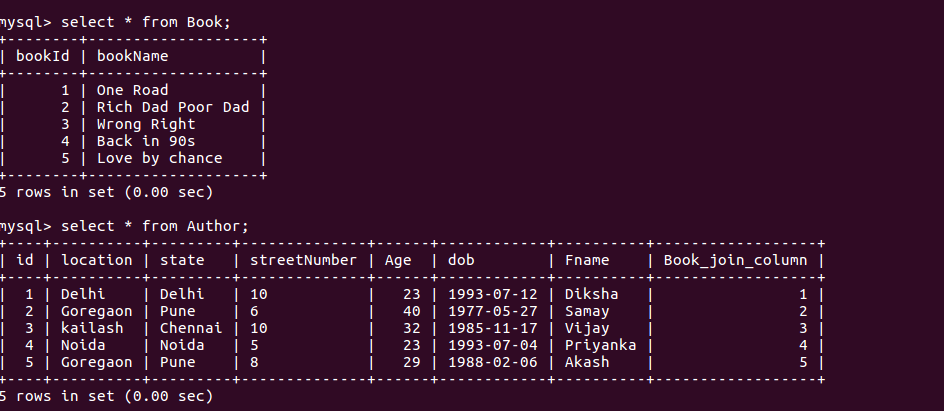 mysql> select * from Book;
+--------+-------------------+
| bookId | bookName          |
+--------+-------------------+
|      1 | One Road          |
|      2 | Rich Dad Poor Dad |
|      3 | Wrong Right       |
|      4 | Back in 90s       |
|      5 | Love by chance    |
+--------+-------------------+
5 rows in set (0.00 sec)
mysql> select * from Author;
+----+----------+---------+--------------+------+------------+----------+------------------+
| id | location | state   | streetNumber | Age  | dob        | Fname    | Book_join_column |
+----+----------+---------+--------------+------+------------+----------+------------------+
|  1 | Delhi    | Delhi   | 10           |   23 | 1993-07-12 | Diksha   |                1 |
|  2 | Goregaon | Pune    | 6            |   40 | 1977-05-27 | Samay    |                2 |
|  3 | kailash  | Chennai | 10           |   32 | 1985-11-17 | Vijay    |                3 |
|  4 | Noida    | Noida   | 5            |   23 | 1993-07-04 | Priyanka |                4 |
|  5 | Goregaon | Pune    | 8            |   29 | 1988-02-06 | Akash    |                5 |
+----+----------+---------+--------------+------+------------+----------+------------------+
5 rows in set (0.00 sec)